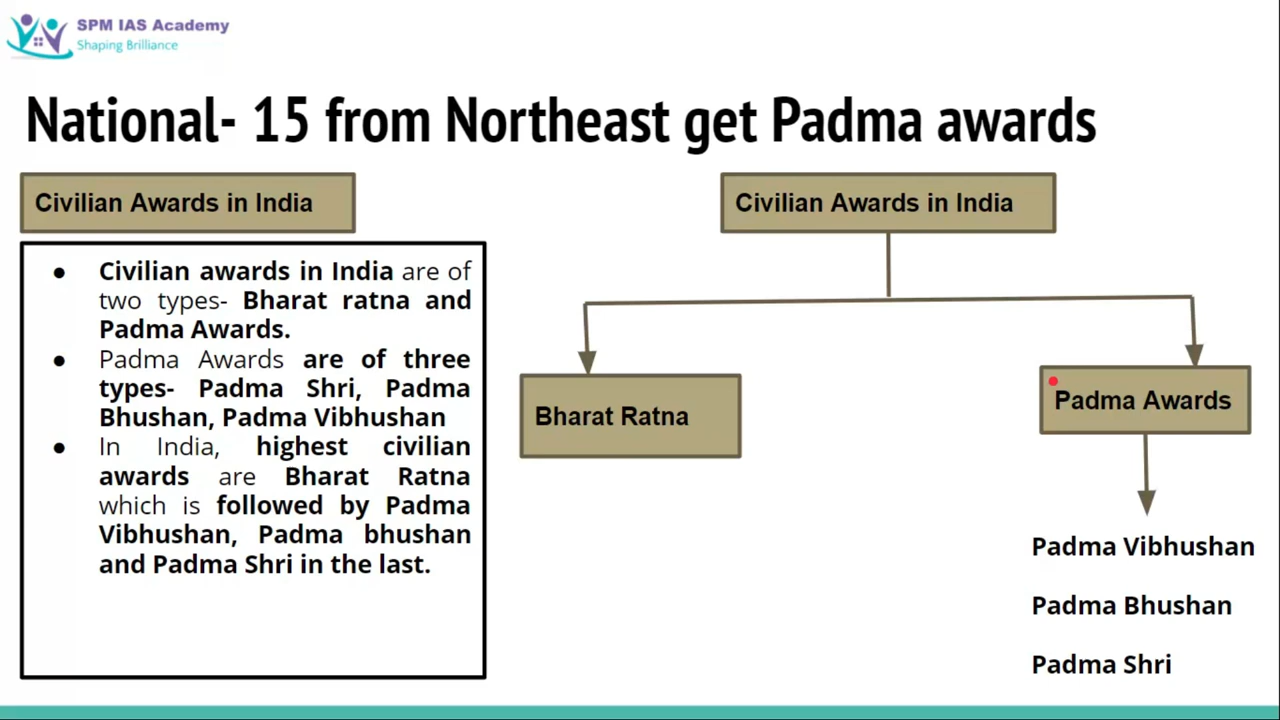 SPM IAS Academy
Shaping Brilliance
National- 15 from Northeast get Padma awards
Civilian Awards in India
● Civilian awards in India are of
two types- Bharat ratna and
Padma Awards.
● Padma Awards are of three
types- Padma Shri, Padma
Bhushan, Padma Vibhushan
● In India, highest civilian
awards are Bharat Ratna
which is followed by Padma
Vibhushan, Padma bhushan
and Padma Shri in the last.
Civilian Awards in India
Bharat Ratna
Padma Awards
Padma Vibhushan
Padma Bhushan
Padma Shri